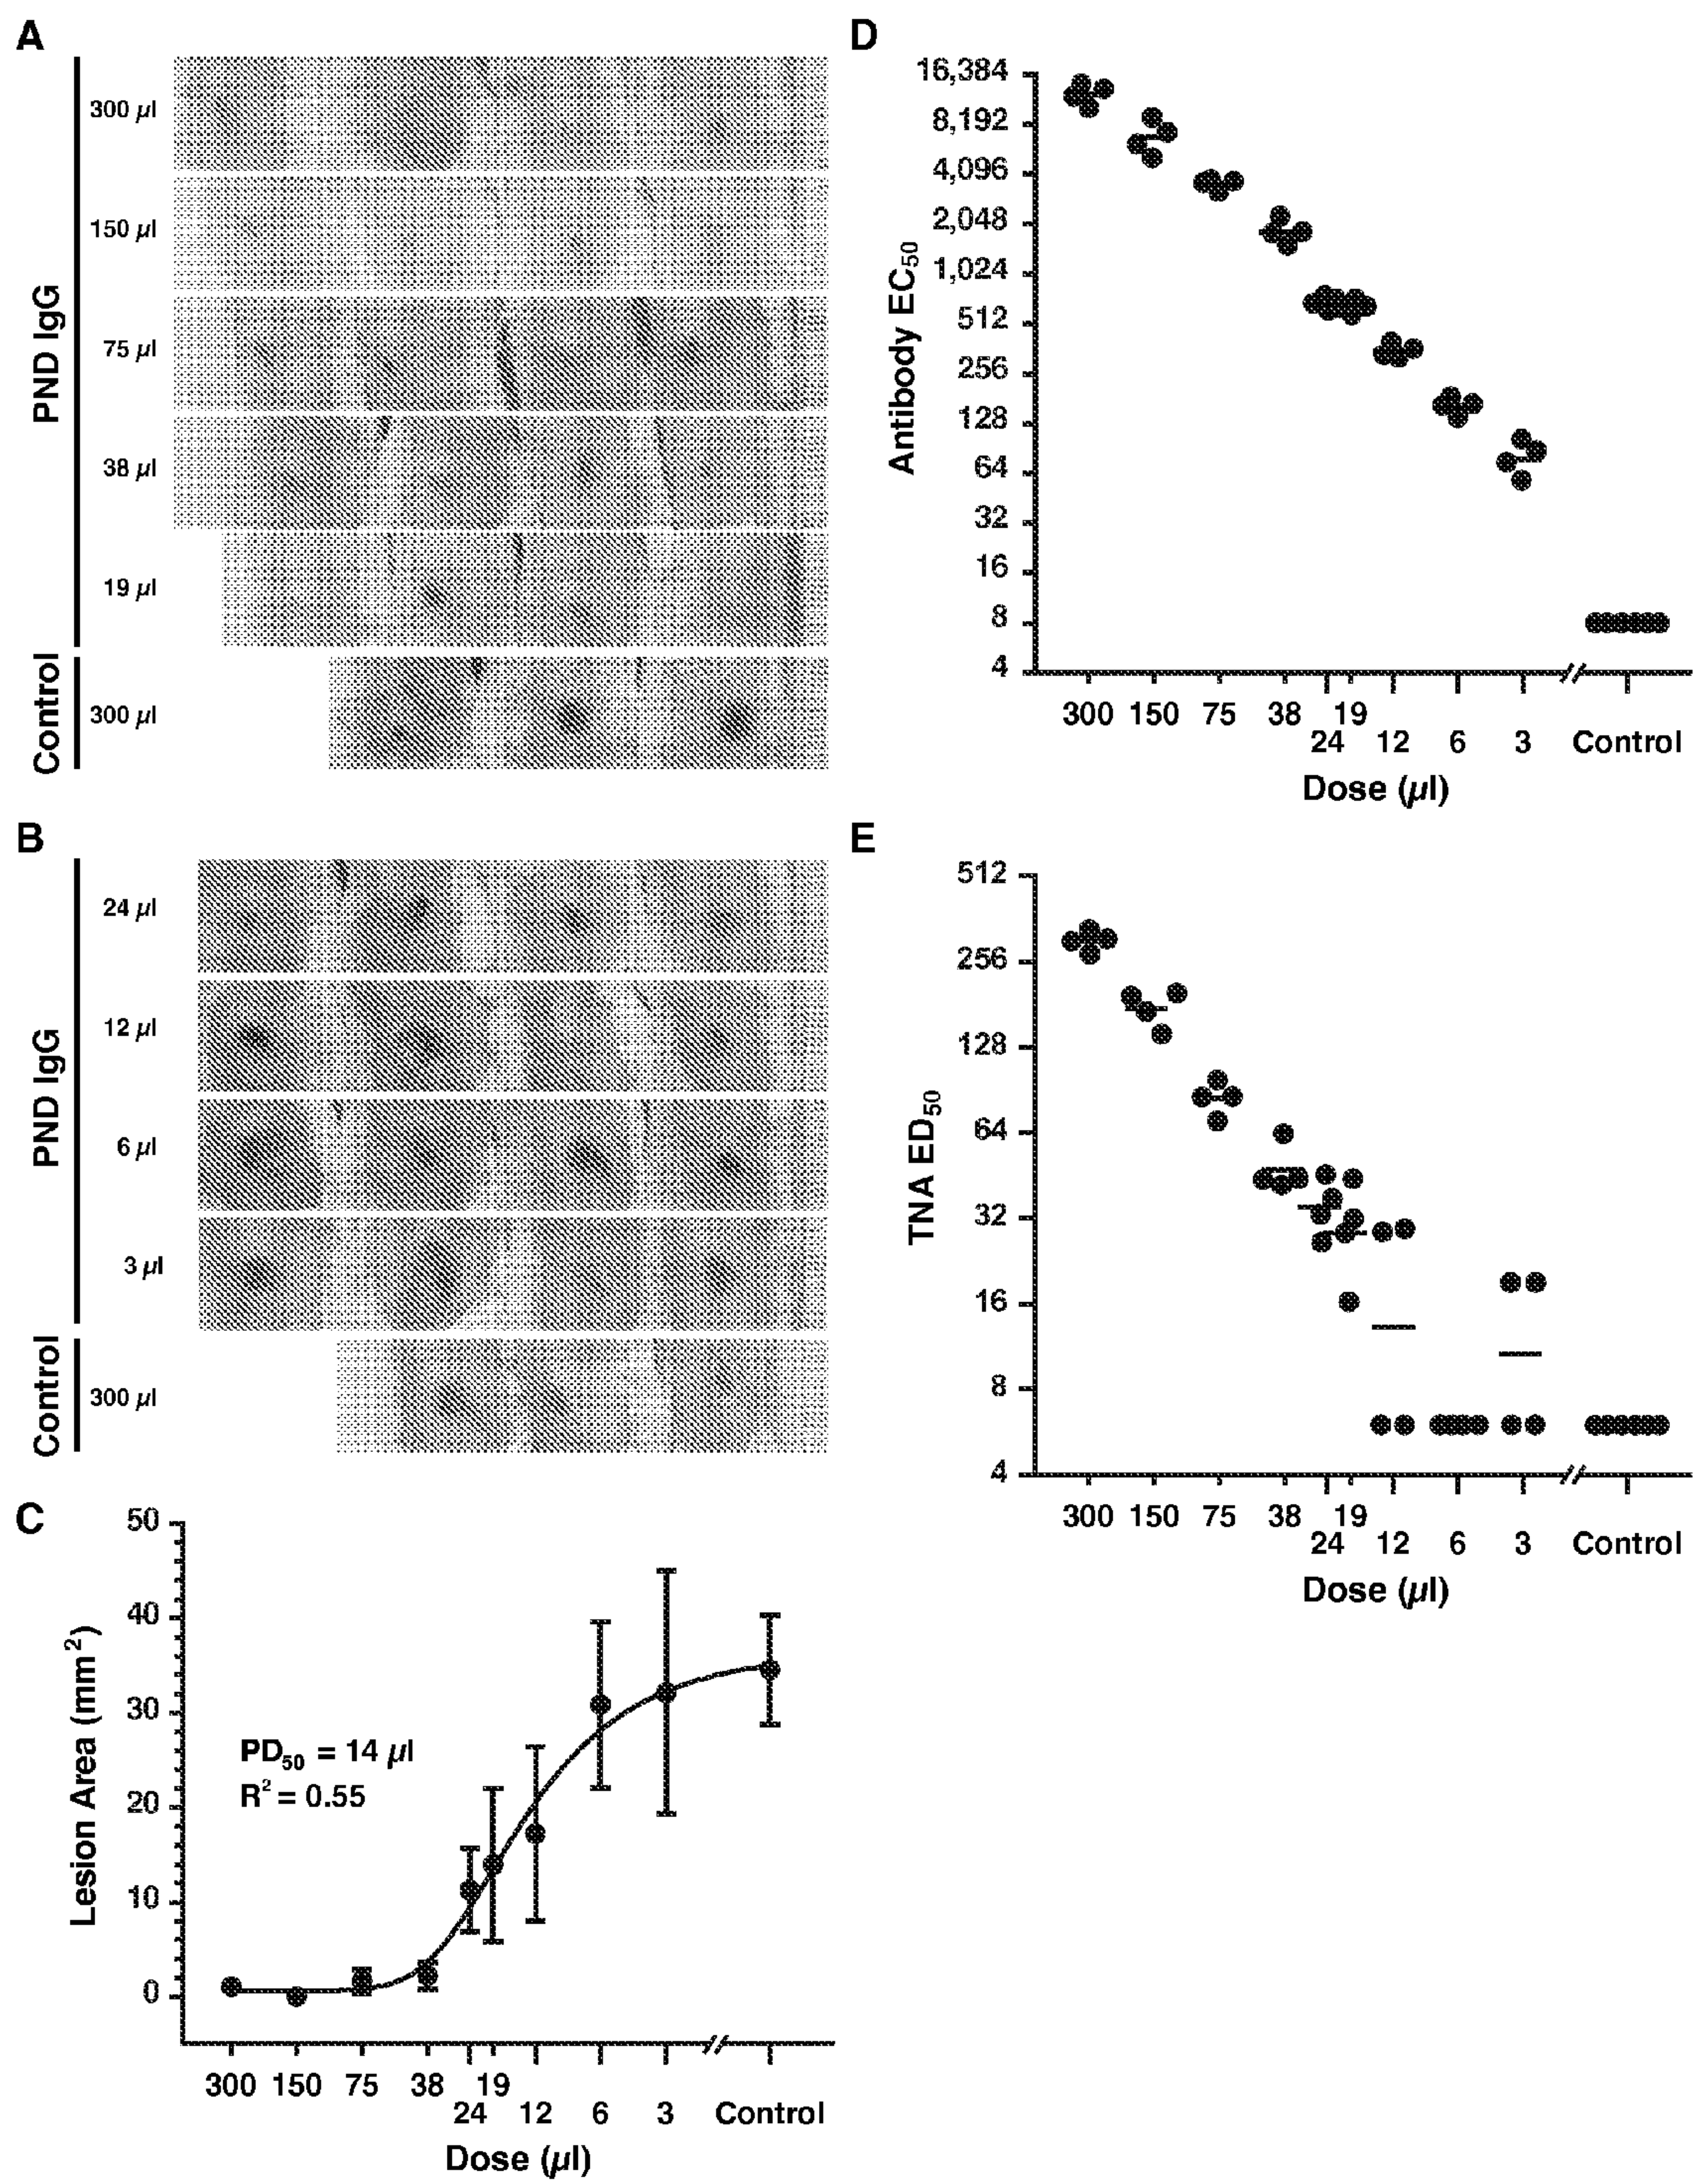 A
PND IgG
300 µl
150 µl
75 µl
38 µl
19 µl
Control
300 µl
B
PND IgG
24 µl
12 µl
6 µl
3 µl
Control
300 µl
C
Lesion Area (mm2)
50
40
30
20
10
0
PD50 = 14 µl
R2 = 0.55
300 150 75 38 19
24 12 6 3 Control
Dose (µl)
D
Antibody EC50
16,384
8,192
4,096
2,048
1,024
512
256
128
64
32
16
8
4
300 150 75 38 19
24 12 6 3 Control
Dose (µl)
E
TNA ED50
512
256
128
64
32
16
8
4
300 150 75 38 19
24 12 6 3 Control
Dose (µl)